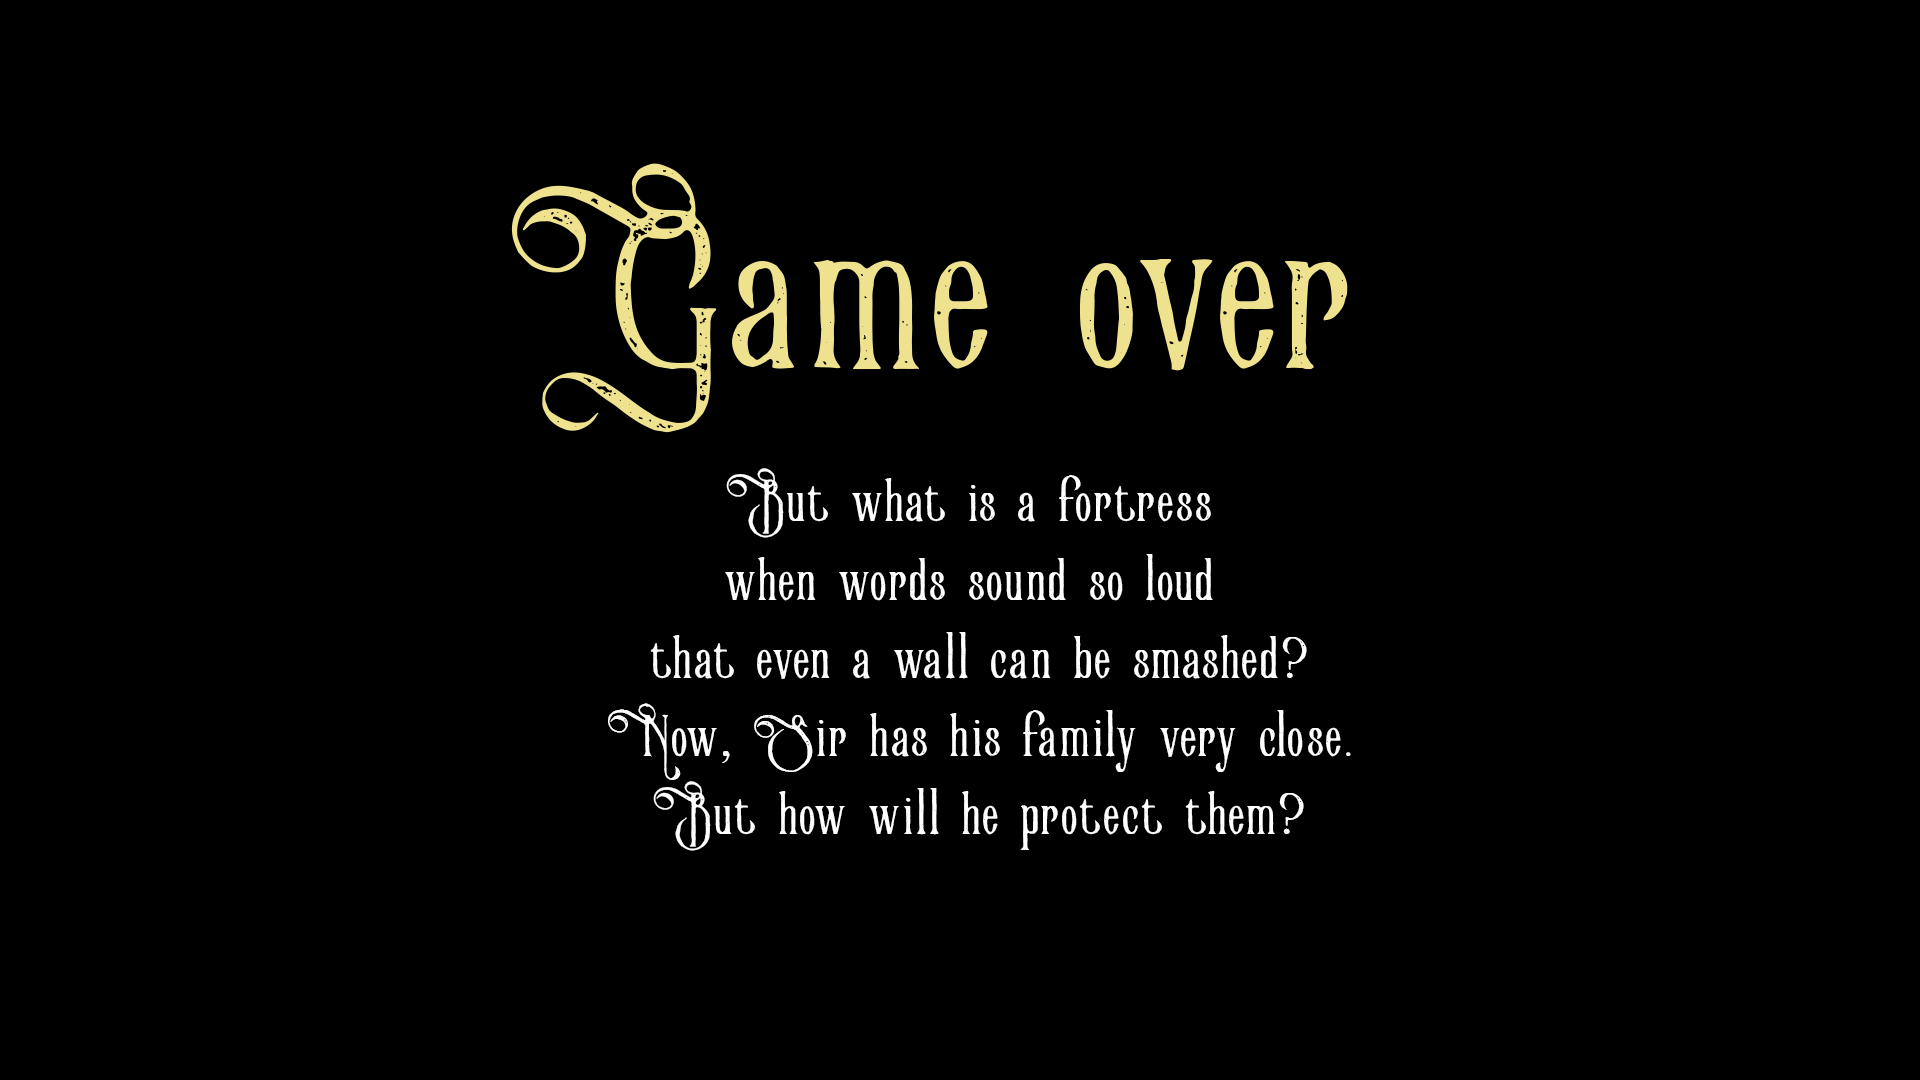 Game over
But what is a fortress
when words sound so loud
that even a wall can be smashed?
Now, Sir has his family very close.
But how will he protect them?